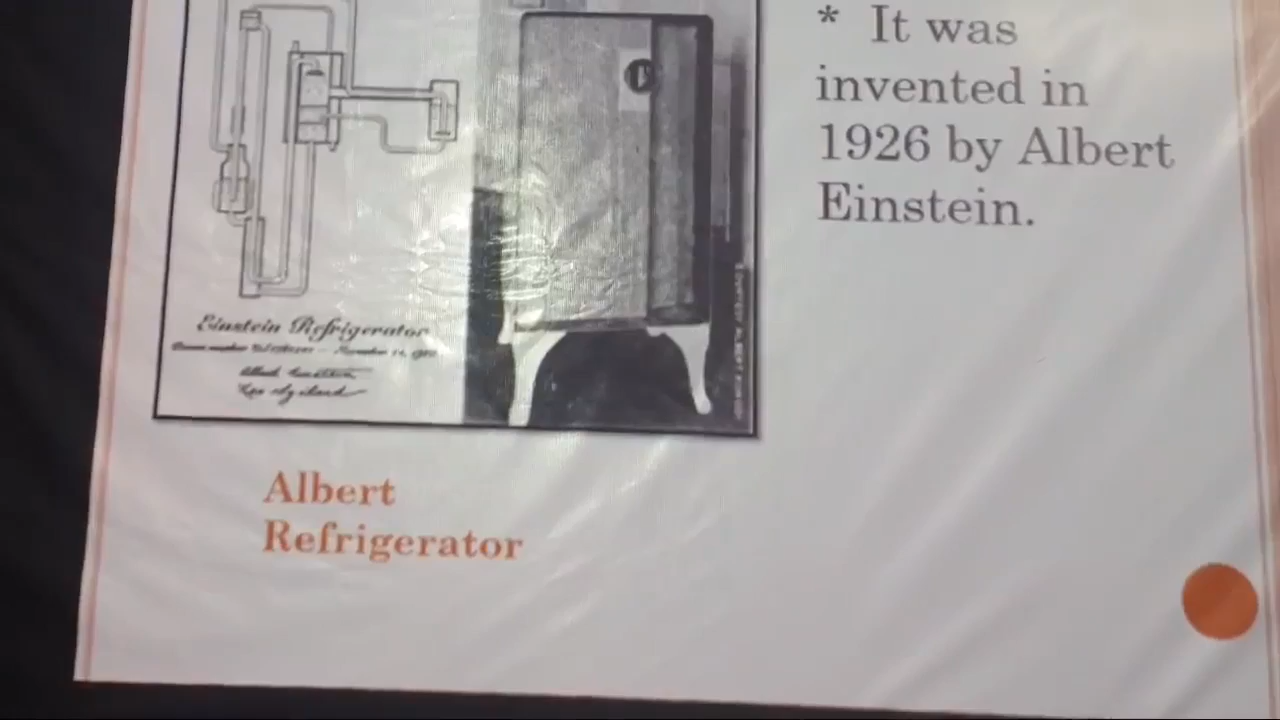 * It was
invented in
1926 by Albert
Einstein.
Einstein Refrigerator
Albert
Refrigerator